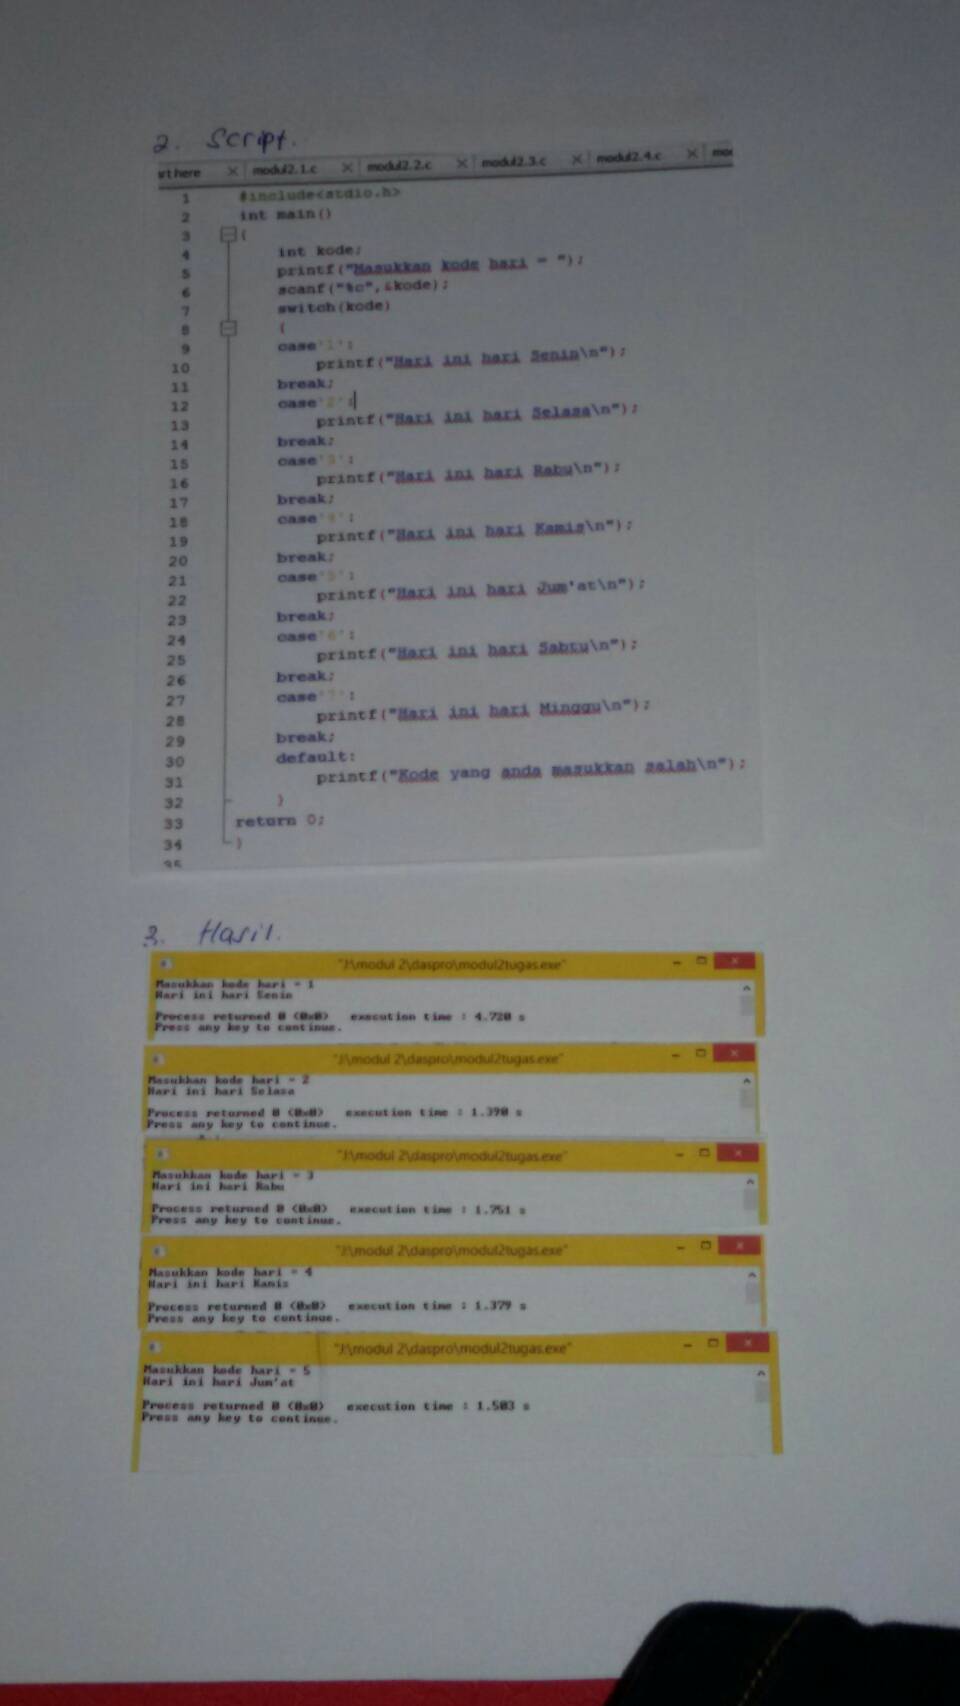 2. Script.
rt here × modul2.1.c × modul2.2.c × modul2.3.c × modul2.4.c × mo
1 #include<stdio.h>
2 int main()
3 {
4 int kode;
5 printf("Masukkan kode hari = ");
6 scanf("%c",&kode);
7 switch(kode)
8 {
9 case'1':
10 printf("Hari ini hari Senin\n");
11 break;
12 case'2':
13 printf("Hari ini hari Selasa\n");
14 break;
15 case'3':
16 printf("Hari ini hari Rabu\n");
17 break;
18 case'4':
19 printf("Hari ini hari Kamis\n");
20 break;
21 case'5':
22 printf("Hari ini hari Jum'at\n");
23 break;
24 case'6':
25 printf("Hari ini hari Sabtu\n");
26 break;
27 case'7':
28 printf("Hari ini hari Minggu\n");
29 break;
30 default:
31 printf("Kode yang anda masukkan salah\n");
32 }
33 return 0;
34 }
35
3. Hasil.
"J:\modul 2\daspro\modul2tugas.exe"
Masukkan kode hari = 1
Hari ini hari Senin
Process returned 0 (0x0) execution time : 4.720 s
Press any key to continue.
"J:\modul 2\daspro\modul2tugas.exe"
Masukkan kode hari = 2
Hari ini hari Selasa
Process returned 0 (0x0) execution time : 1.390 s
Press any key to continue.
"J:\modul 2\daspro\modul2tugas.exe"
Masukkan kode hari = 3
Hari ini hari Rabu
Process returned 0 (0x0) execution time : 1.751 s
Press any key to continue.
"J:\modul 2\daspro\modul2tugas.exe"
Masukkan kode hari = 4
Hari ini hari Kamis
Process returned 0 (0x0) execution time : 1.379 s
Press any key to continue.
"J:\modul 2\daspro\modul2tugas.exe"
Masukkan kode hari = 5
Hari ini hari Jum'at
Process returned 0 (0x0) execution time : 1.503 s
Press any key to continue.